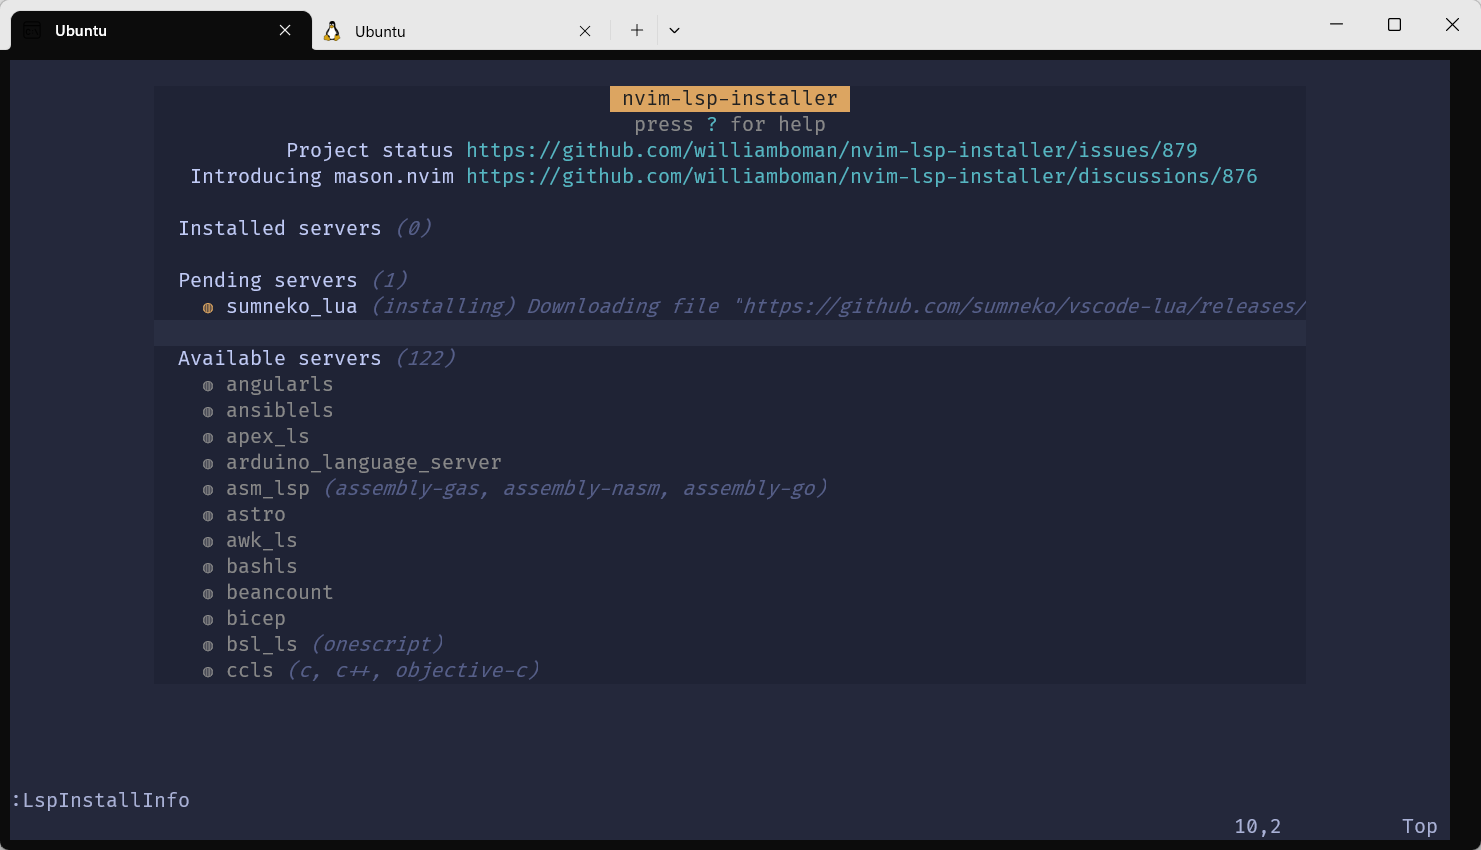 Ubuntu
Ubuntu
nvim-lsp-installer
press ? for help
Project status https://github.com/williamboman/nvim-lsp-installer/issues/879
Introducing mason.nvim https://github.com/williamboman/nvim-lsp-installer/discussions/876
Installed servers (0)
Pending servers (1)
sumneko_lua (installing) Downloading file "https://github.com/sumneko/vscode-lua/releases/
Available servers (122)
angularls
ansiblels
apex_ls
arduino_language_server
asm_lsp (assembly-gas, assembly-nasm, assembly-go)
astro
awk_ls
bashls
beancount
bicep
bsl_ls (onescript)
ccls (c, c++, objective-c)
:LspInstallInfo
10,2 Top